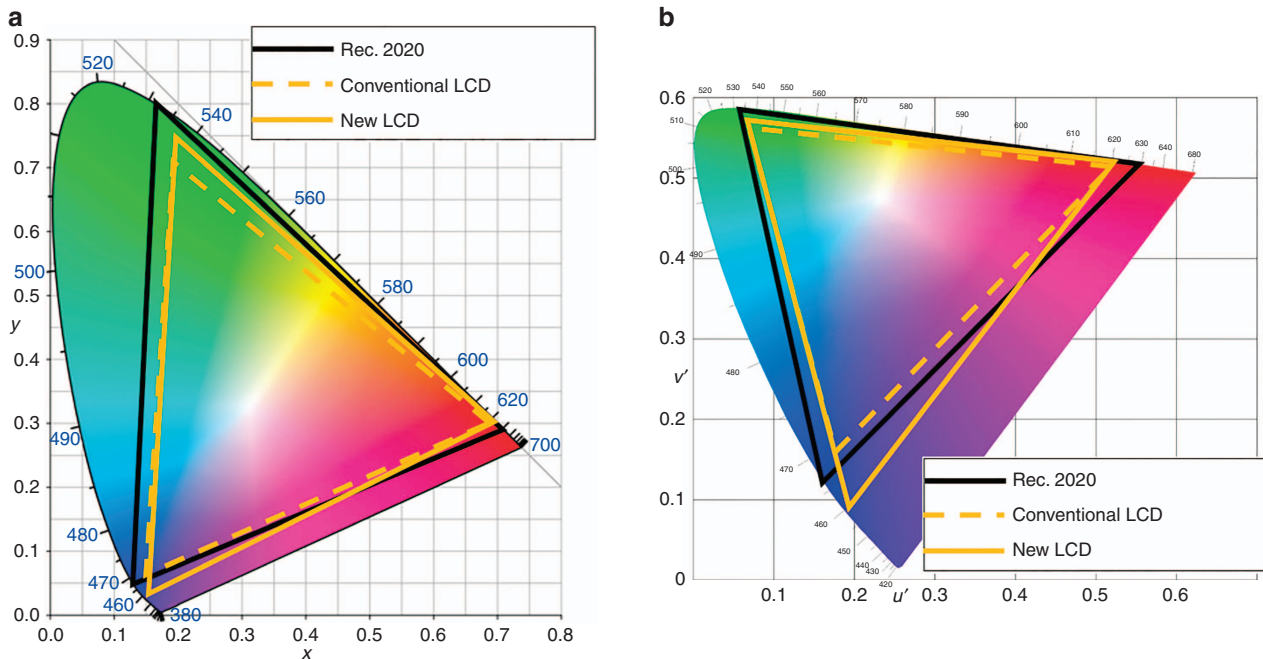 a
Rec. 2020
Conventional LCD
New LCD
0.9
0.8
0.7
0.6
0.5
0.4
0.3
0.2
0.1
0.0
y
0.0 0.1 0.2 0.3 0.4 0.5 0.6 0.7 0.8
x
520
540
560
580
600
620
700
500
490
480
470
460
380
b
0.6
0.5
0.4
0.3
0.2
0.1
0
v'
0.1 0.2 0.3 0.4 0.5 0.6
u'
520 530 540 550 560 570 580 590 600 610 620 630 640 680
510
500
490
480
470
460
450
440
430
420
Rec. 2020
Conventional LCD
New LCD